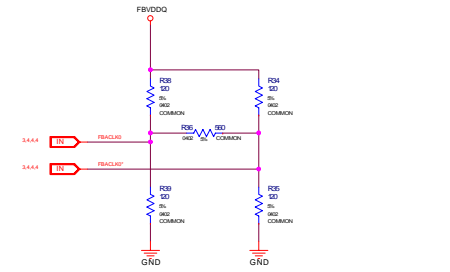 FBVDDQ
R38
120
5%
0402
COMMON
R34
120
5%
0402
COMMON
R36 560
0402 5% COMMON
3,4,4,4 IN FBACLK0
3,4,4,4 IN FBACLK0*
R39
120
5%
0402
COMMON
R35
120
5%
0402
COMMON
GND GND